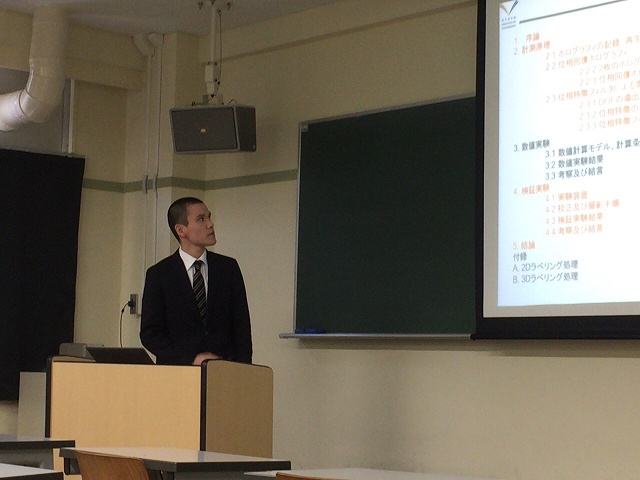 1. 序論
2. 計測原理
2.1 ホログラフィの記録 再生
2.2 位相回復ホログラフィ
3. 数値実験
3.1 数値計算モデル、計算条
3.2 数値実験結果
3.3 考察及び結言
4. 検証実験
4.1 実験装置
4.2 校正及び撮影手順
4.3 検証実験結果
4.4 考察及び結言
5. 結論
付録
A. 2Dラベリング処理
B. 3Dラベリング処理